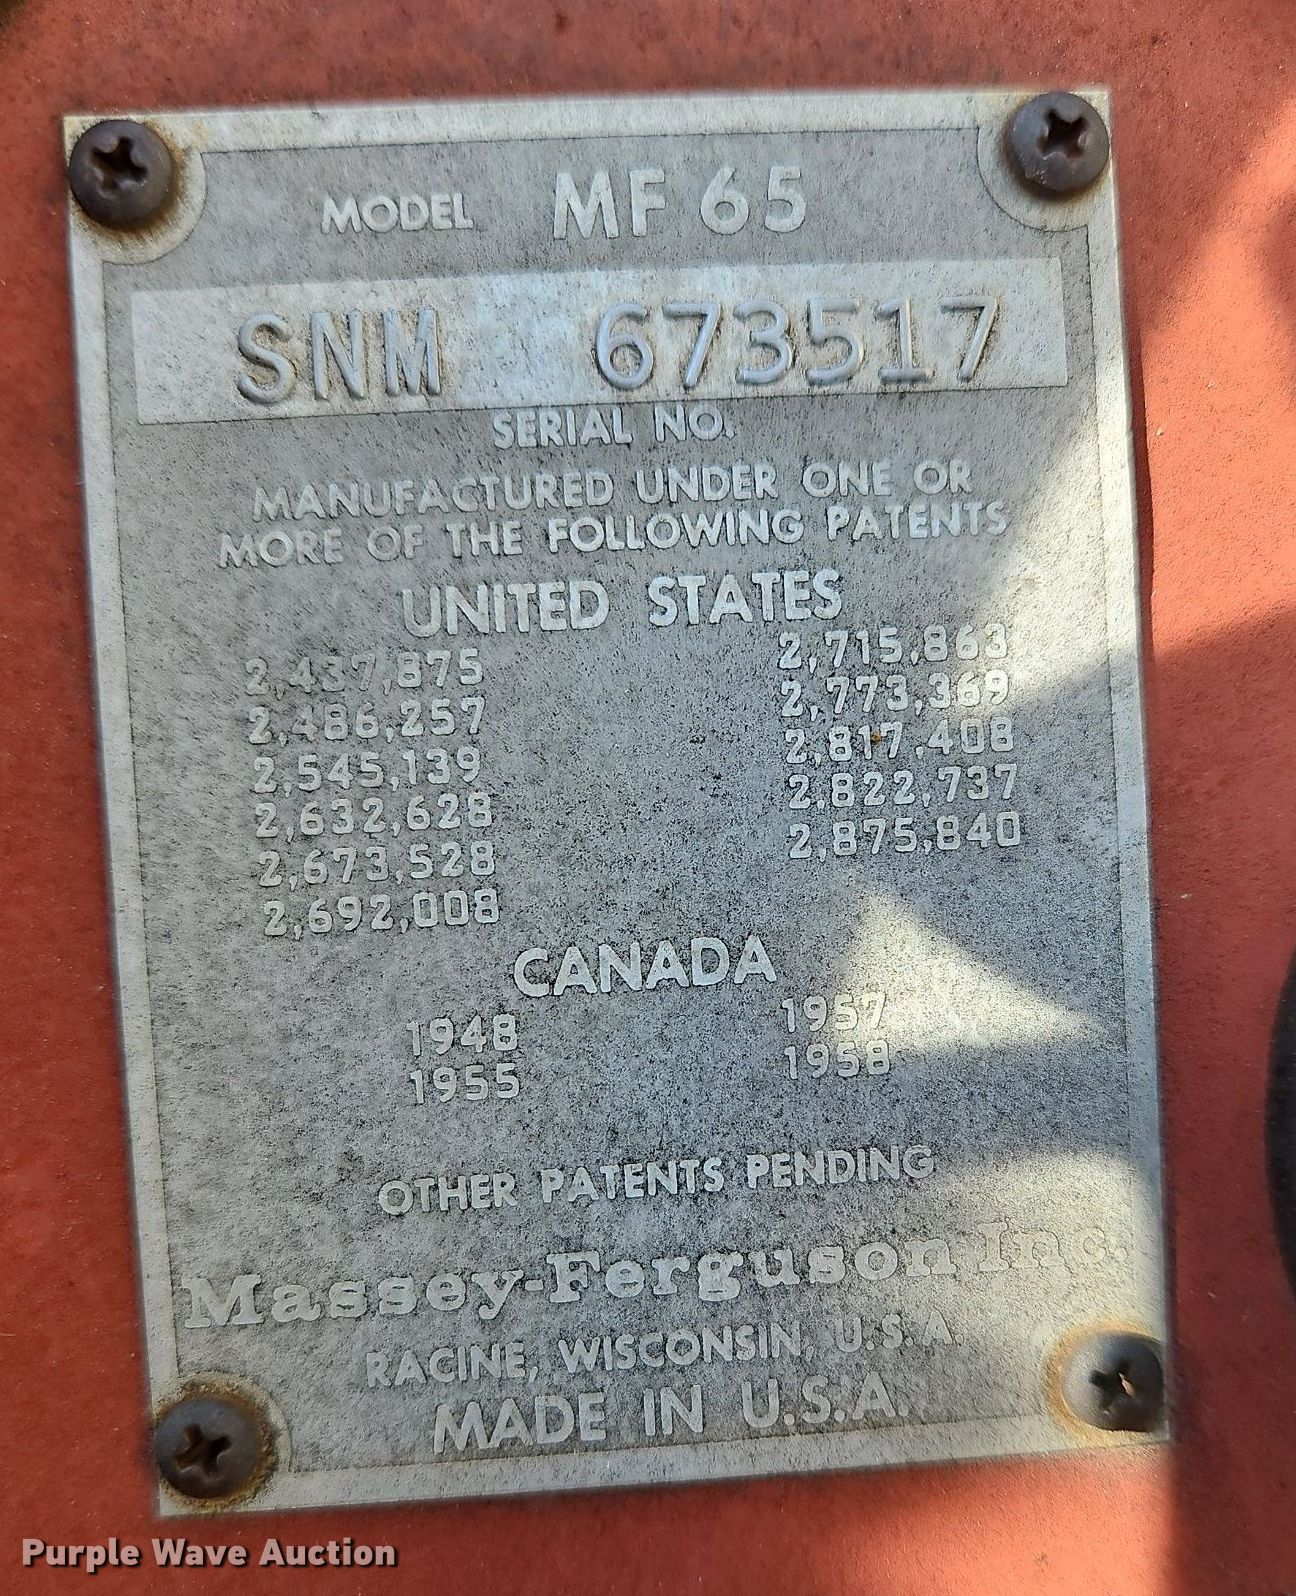 MODEL MF 65
SNM 673517
SERIAL NO.
MANUFACTURED UNDER ONE OR
MORE OF THE FOLLOWING PATENTS
UNITED STATES
2,437,875 2,715,863
2,486,257 2,773,369
2,545,139 2,817,408
2,632,628 2,822,737
2,673,528 2,875,840
2,692,008
CANADA
1948 1957
1955 1958
OTHER PATENTS PENDING
Massey-Ferguson Inc.
RACINE, WISCONSIN, U.S.A.
MADE IN U.S.A.
Purple Wave Auction